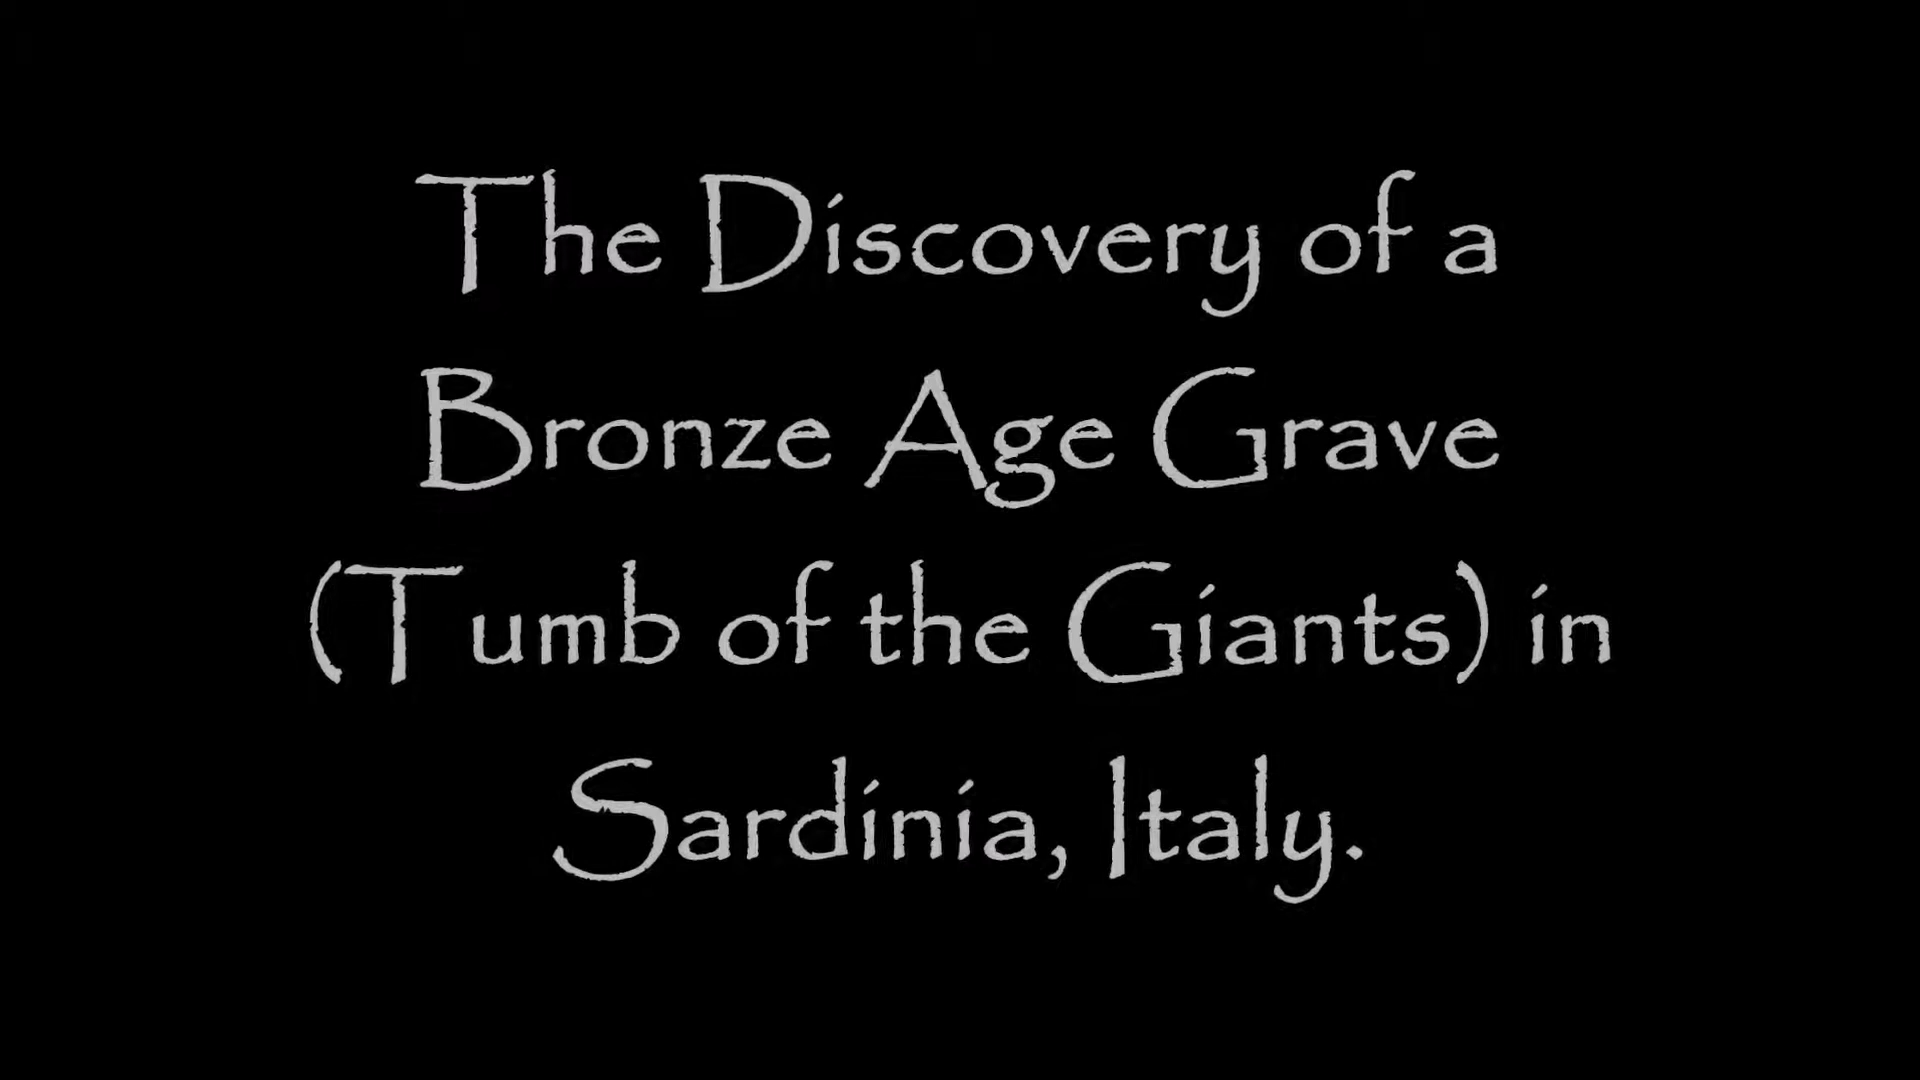 The Discovery of a
Bronze Age Grave
(Tumb of the Giants) in
Sardinia, Italy.